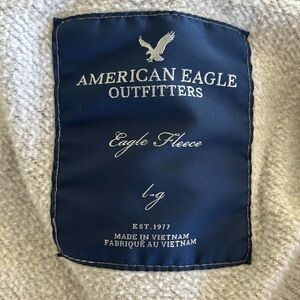 AMERICAN EAGLE
OUTFITTERS
Eagle Fleece
l-g
EST. 1977
MADE IN VIETNAM
FABRIQUÉ AU VIETNAM